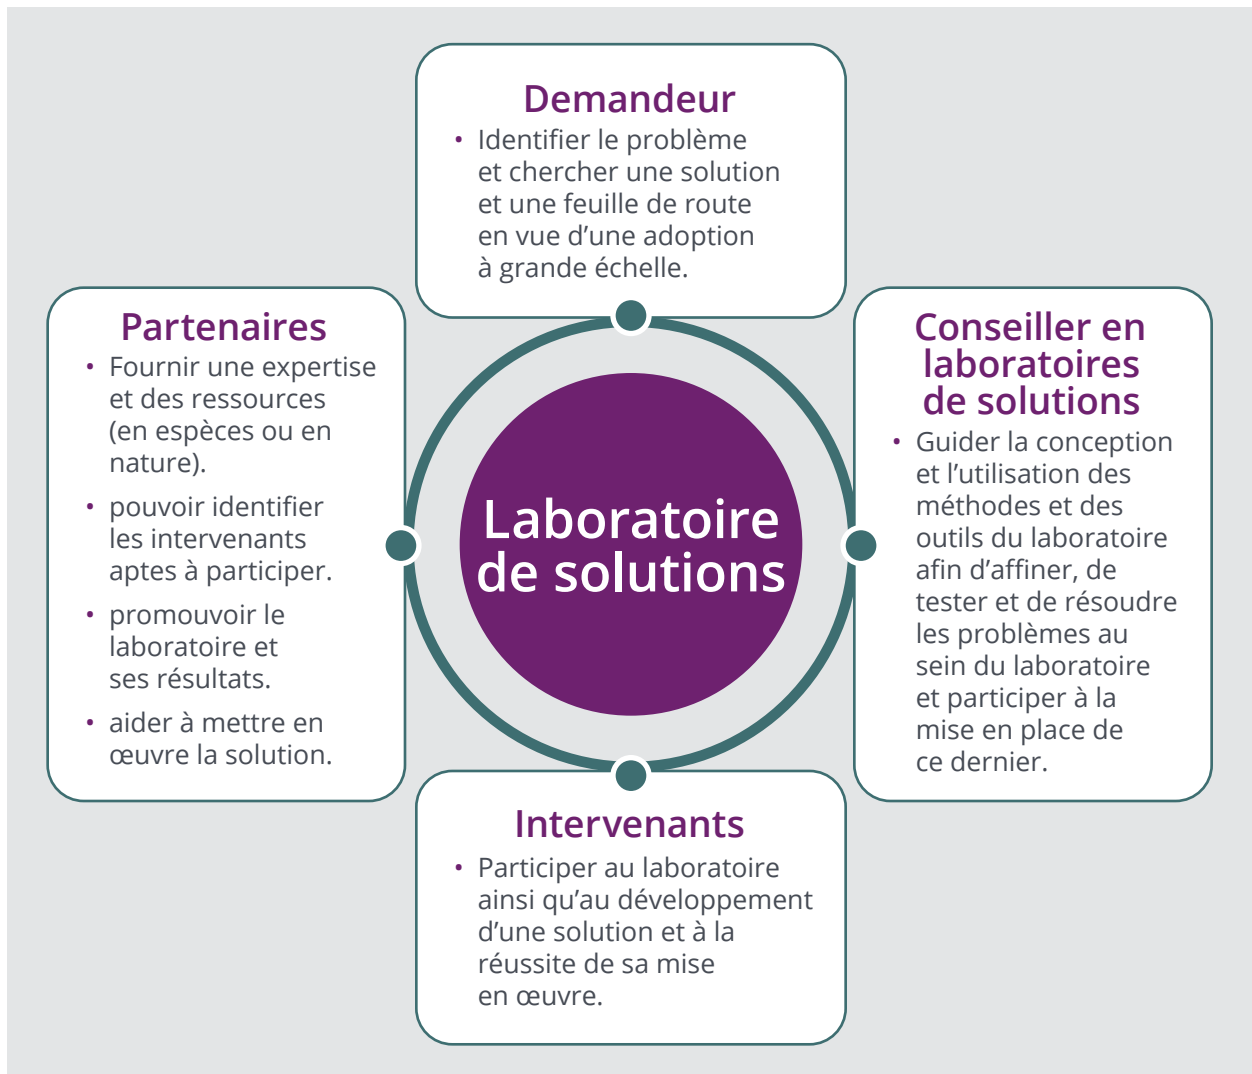 Demandeur
• Identifier le problème
et chercher une solution
et une feuille de route
en vue d’une adoption
à grande échelle.
Partenaires
• Fournir une expertise
et des ressources
(en espèces ou en
nature).
• pouvoir identifier
les intervenants
aptes à participer.
• promouvoir le
laboratoire et
ses résultats.
• aider à mettre en
œuvre la solution.
Laboratoire
de solutions
Conseiller en
laboratoires
de solutions
• Guider la conception
et l’utilisation des
méthodes et des
outils du laboratoire
afin d’affiner, de
tester et de résoudre
les problèmes au
sein du laboratoire
et participer à la
mise en place de
ce dernier.
Intervenants
• Participer au laboratoire
ainsi qu’au développement
d’une solution et à la
réussite de sa mise
en œuvre.